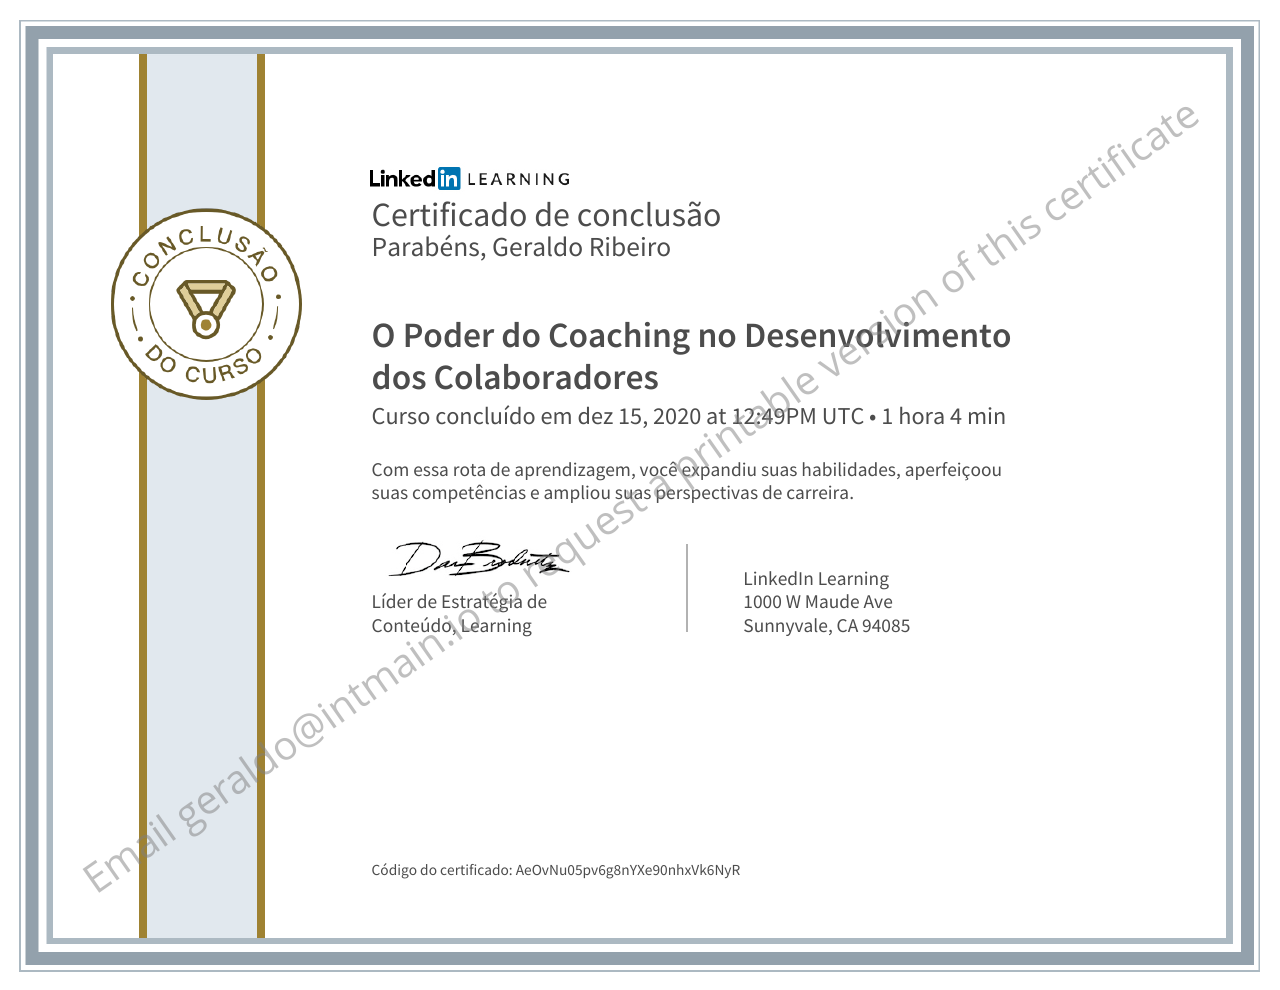 LinkedIn LEARNING
Certificado de conclusão
Parabéns, Geraldo Ribeiro
CONCLUSÃO
DO CURSO
O Poder do Coaching no Desenvolvimento
dos Colaboradores
Curso concluído em dez 15, 2020 at 12:49PM UTC • 1 hora 4 min
Com essa rota de aprendizagem, você expandiu suas habilidades, aperfeiçoou
suas competências e ampliou suas perspectivas de carreira.
Líder de Estratégia de
Conteúdo, Learning
LinkedIn Learning
1000 W Maude Ave
Sunnyvale, CA 94085
Código do certificado: AeOvNu05pv6g8nYXe90nhxVk6NyR
Email geraldo@intmain.io to request a printable version of this certificate